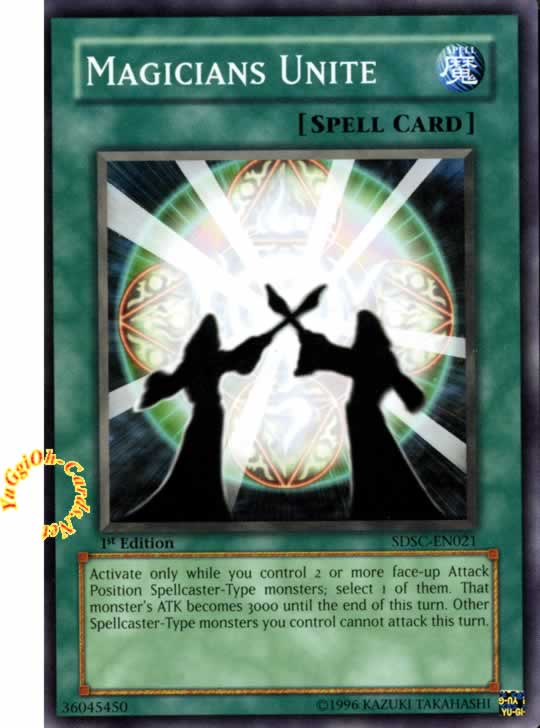 MAGICIANS UNITE
SPELL
魔
[SPELL CARD]
YuGgiOh-Cards.Net
1st Edition
SDSC-EN021
Activate only while you control 2 or more face-up Attack
Position Spellcaster-Type monsters; select 1 of them. That
monster's ATK becomes 3000 until the end of this turn. Other
Spellcaster-Type monsters you control cannot attack this turn.
36045450
©1996 KAZUKI TAKAHASHI